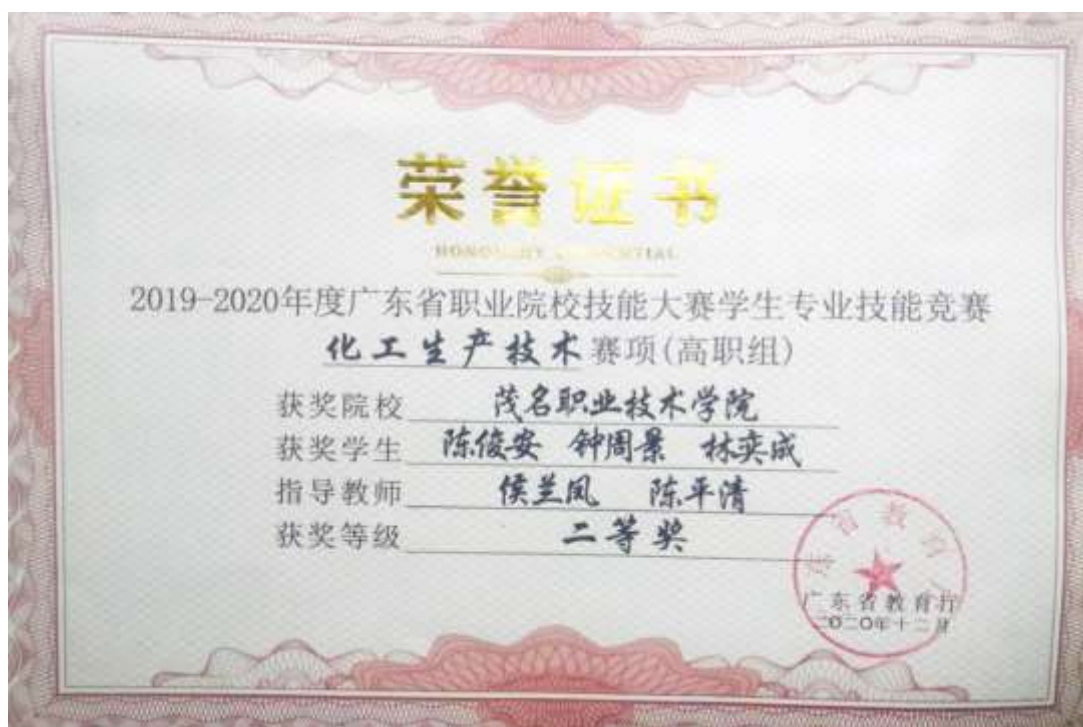 荣誉证书
2019-2020年度广东省职业院校技能大赛学生专业技能竞赛
化工生产技术赛项(高职组)
获奖院校 茂名职业技术学院
获奖学生 陈俊安 钟周景 林奕成
指导教师 侯兰凤 陈平清
获奖等级 二等奖
广东省教育厅
二〇二〇年十二月